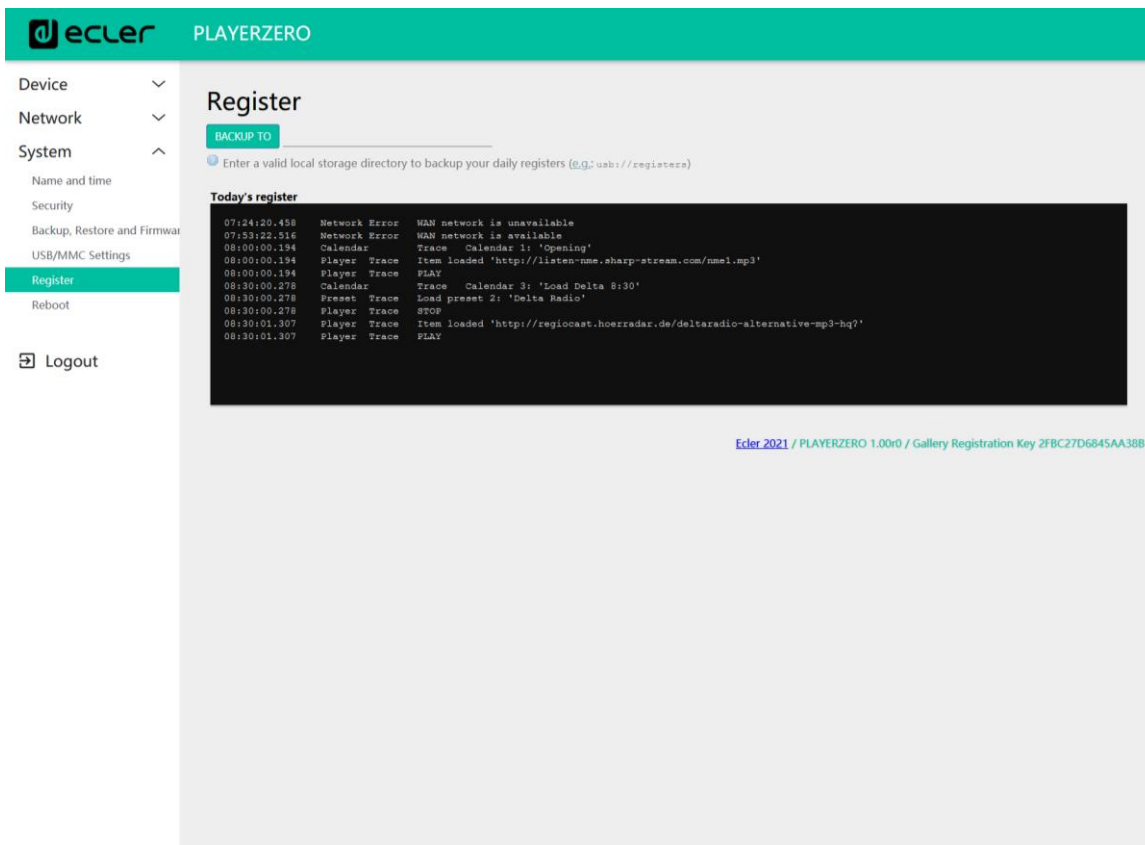 ecler PLAYERZERO
Device
Network
System
Name and time
Security
Backup, Restore and Firmwar
USB/MMC Settings
Register
Reboot
Logout
Register
BACKUP TO
Enter a valid local storage directory to backup your daily registers (e.g.: usb://registers)
Today's register
07:24:20.458 Network Error WAN network is unavailable
07:53:22.516 Network Error WAN network is available
08:00:00.194 Calendar Trace Calendar 1: 'Opening'
08:00:00.194 Player Trace Item loaded 'http://listen-nme.sharp-stream.com/nme1.mp3'
08:00:00.194 Player Trace PLAY
08:30:00.278 Calendar Trace Calendar 3: 'Load Delta 8:30'
08:30:00.278 Preset Trace Load preset 2: 'Delta Radio'
08:30:00.278 Player Trace STOP
08:30:01.307 Player Trace Item loaded 'http://regiocast.hoerradar.de/deltaradio-alternative-mp3-hq?'
08:30:01.307 Player Trace PLAY
Ecler 2021 / PLAYERZERO 1.00r0 / Gallery Registration Key 2FBC27D6845AA38B